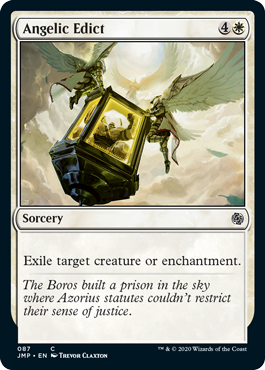 Angelic Edict 4
Sorcery
Exile target creature or enchantment.
The Boros built a prison in the sky
where Azorius statutes couldn't restrict
their sense of justice.
087 C
JMP • EN TREVOR CLAXTON
™ & © 2020 Wizards of the Coast